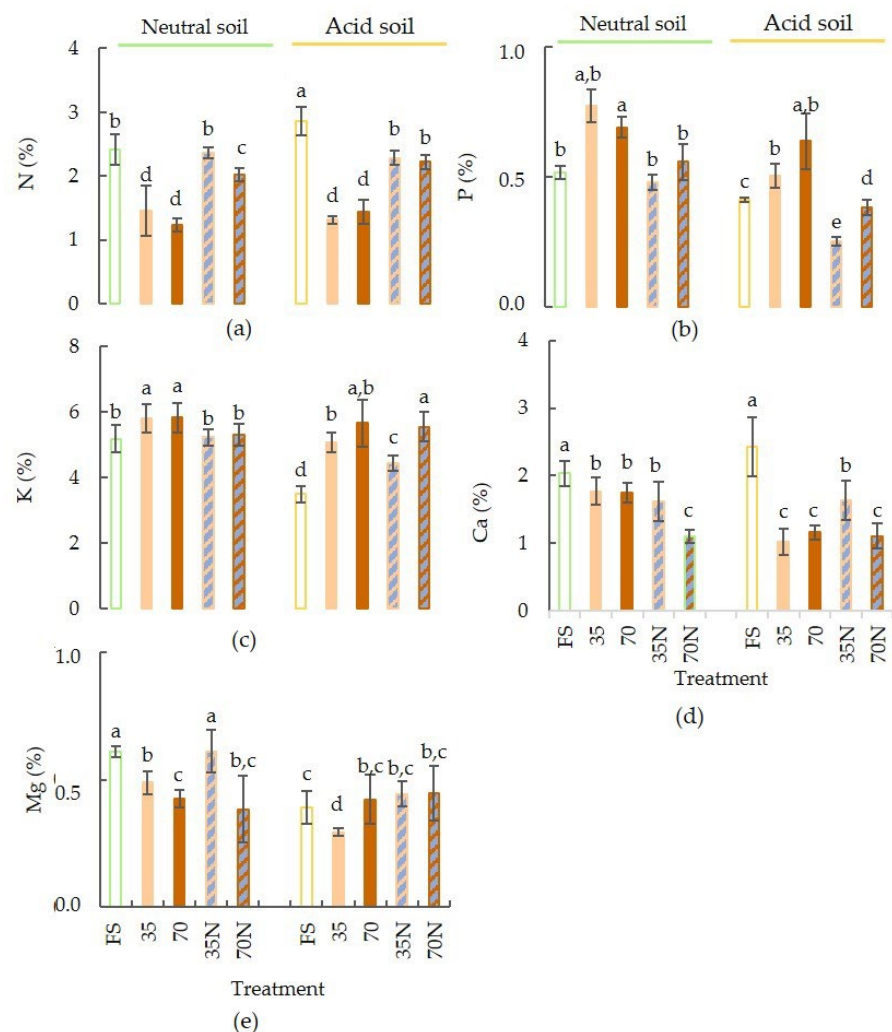 Neutral soil Acid soil
4
3
2
1
0
N (%)
b d d b c a d d b b
(a)
Neutral soil Acid soil
1.0
0.5
0.0
P (%)
b a,b a b b c b a,b e d
(b)
8
6
4
2
0
K (%)
b a a b b d b a,b c a
(c)
4
3
2
1
0
Ca (%)
a b b b c a c c b c
FS 35 70 35N 70N FS 35 70 35N 70N
Treatment
(d)
1.0
0.5
0.0
Mg (%)
a b c a b,c c d b,c b,c b,c
FS 35 70 35N 70N FS 35 70 35N 70N
Treatment
(e)